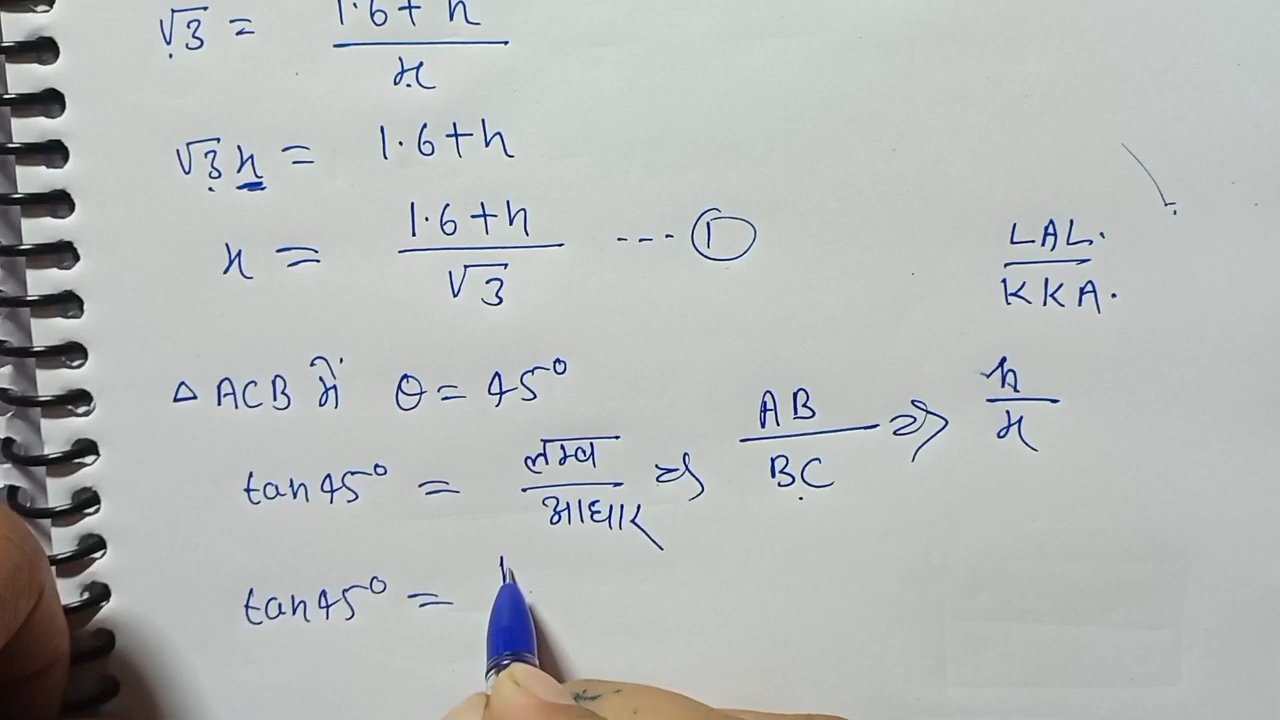 √3 = 1.6+h / x
√3 x = 1.6+h
x = 1.6+h / √3 --- ①
LAL. / KKA.
△ ACB में θ = 45°
tan 45° = लम्ब / आधार ⇒ AB / BC ⇒ h / x
tan 45° =